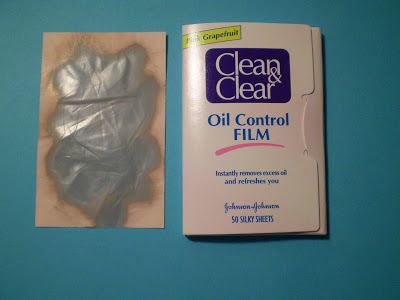 Pink Grapefruit
Clean
&
Clear
Oil Control
FILM
Instantly removes excess oil
and refreshes you
Johnson & Johnson
50 SILKY SHEETS